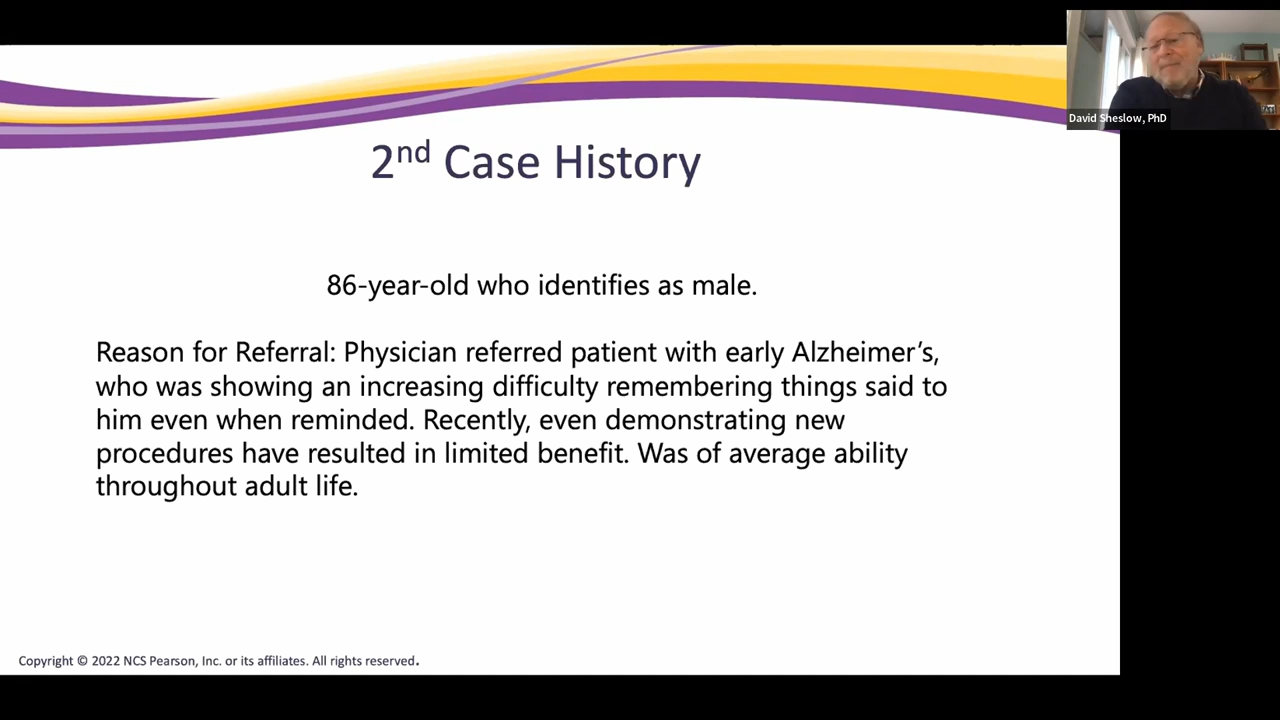 David Sheslow, PhD
2nd Case History
86-year-old who identifies as male.
Reason for Referral: Physician referred patient with early Alzheimer’s,
who was showing an increasing difficulty remembering things said to
him even when reminded. Recently, even demonstrating new
procedures have resulted in limited benefit. Was of average ability
throughout adult life.
Copyright © 2022 NCS Pearson, Inc. or its affiliates. All rights reserved.